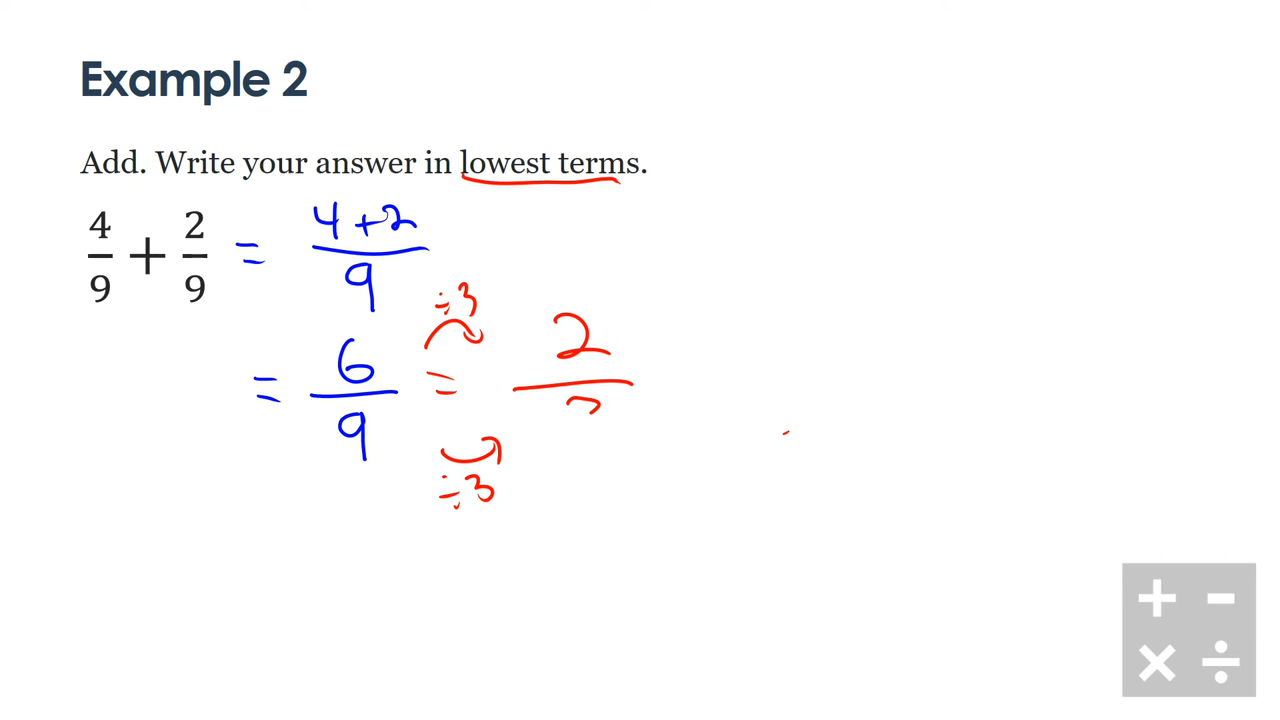 Example 2
Add. Write your answer in lowest terms.
4/9 + 2/9 = (4+2)/9
÷3
= 6/9 = 2/
÷3
+ −
× ÷